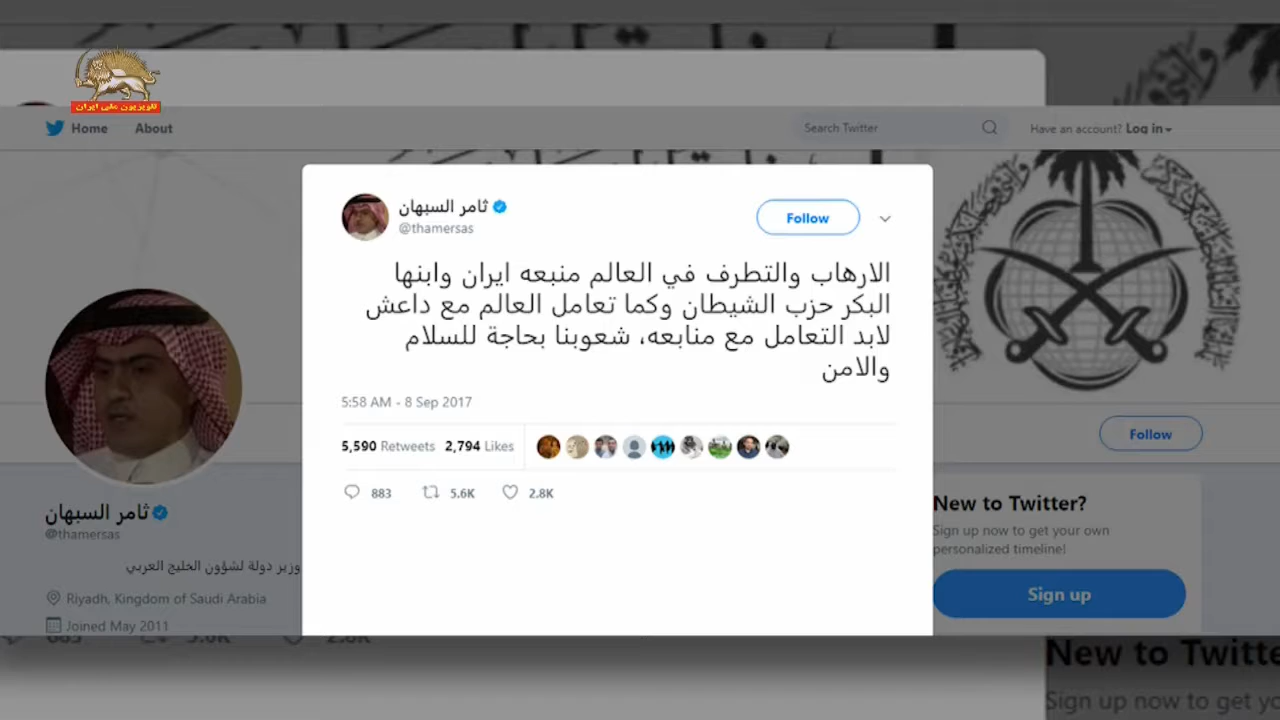 تلویزیون ملی ایران
Home
About
Search Twitter
Have an account? Log in
ثامر السبهان
@thamersas
Follow
الارهاب والتطرف في العالم منبعه ايران وابنها
البكر حزب الشيطان وكما تعامل العالم مع داعش
لابد التعامل مع منابعه، شعوبنا بحاجة للسلام
والامن
5:58 AM - 8 Sep 2017
5,590 Retweets 2,794 Likes
883 5.6K 2.8K
ثامر السبهان
@thamersas
وزير دولة لشؤون الخليج العربي
Riyadh, Kingdom of Saudi Arabia
Joined May 2011
Follow
New to Twitter?
Sign up now to get your own
personalized timeline!
Sign up
New to Twitte
Sign up now to get yo